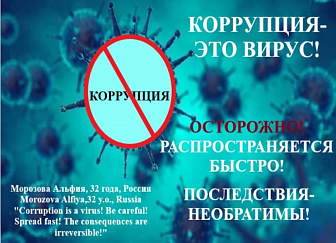 КОРРУПЦИЯ-
ЭТО ВИРУС!
КОРРУПЦИЯ
ОСТОРОЖНО!
РАСПРОСТРАНЯЕТСЯ
БЫСТРО!
ПОСЛЕДСТВИЯ-
НЕОБРАТИМЫ!
Морозова Альфия, 32 года, Россия
Morozova Alfiya,32 y.o., Russia
"Corruption is a virus! Be careful!
Spread fast! The consequences are
irreversible!"